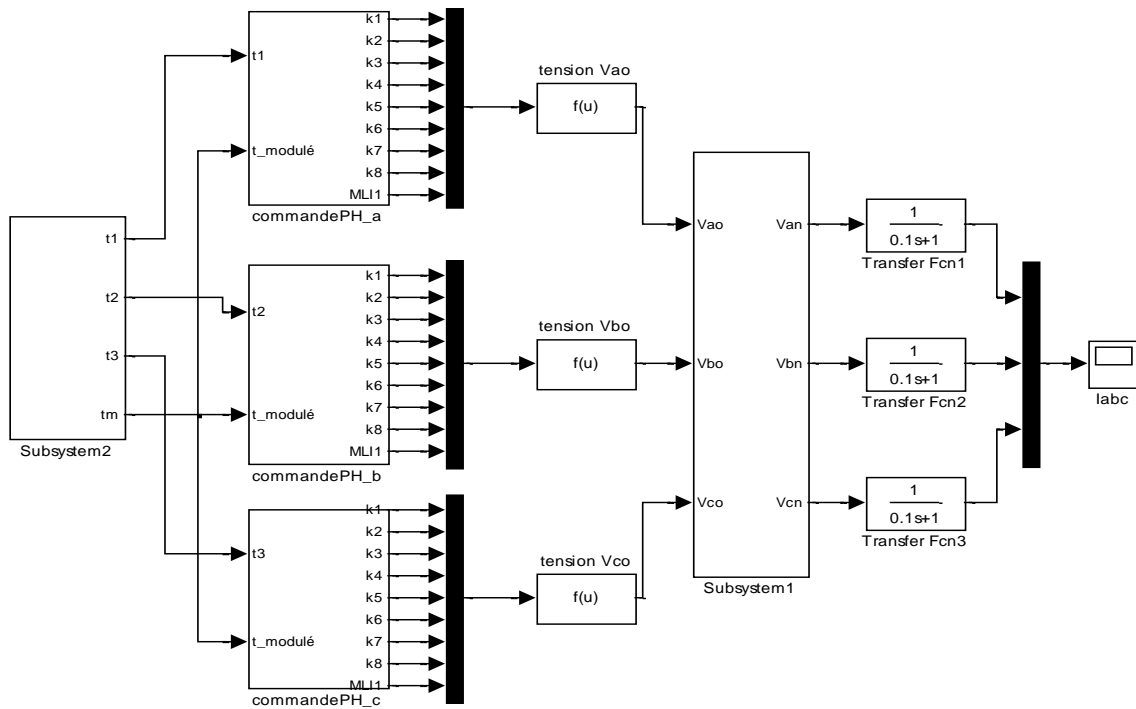 t1
t2
t3
tm
Subsystem2
t1
t_modulé
k1
k2
k3
k4
k5
k6
k7
k8
MLI1
commandePH_a
t2
t_modulé
k1
k2
k3
k4
k5
k6
k7
k8
MLI1
commandePH_b
t3
t_modulé
k1
k2
k3
k4
k5
k6
k7
k8
MLI1
commandePH_c
tension Vao
f(u)
tension Vbo
f(u)
tension Vco
f(u)
Vao
Vbo
Vco
Van
Vbn
Vcn
Subsystem1
1
0.1s+1
Transfer Fcn1
1
0.1s+1
Transfer Fcn2
1
0.1s+1
Transfer Fcn3
Iabc